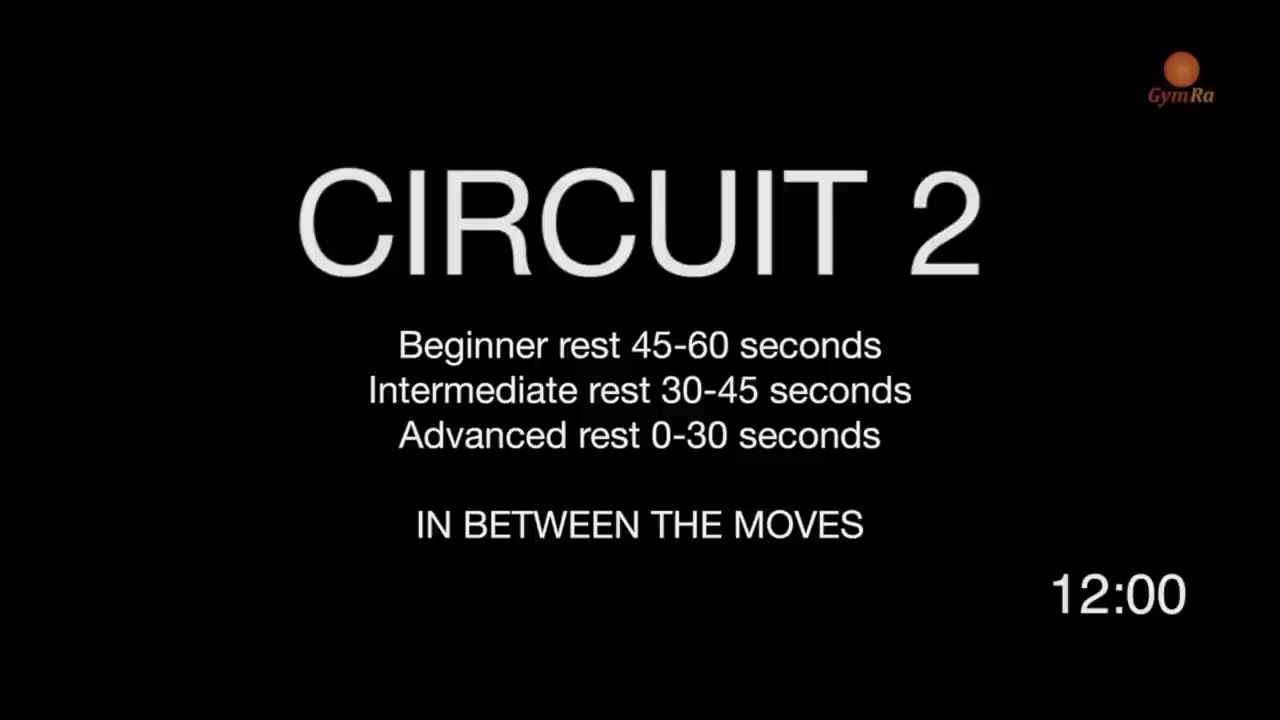 GymRa
CIRCUIT 2
Beginner rest 45-60 seconds
Intermediate rest 30-45 seconds
Advanced rest 0-30 seconds
IN BETWEEN THE MOVES
12:00